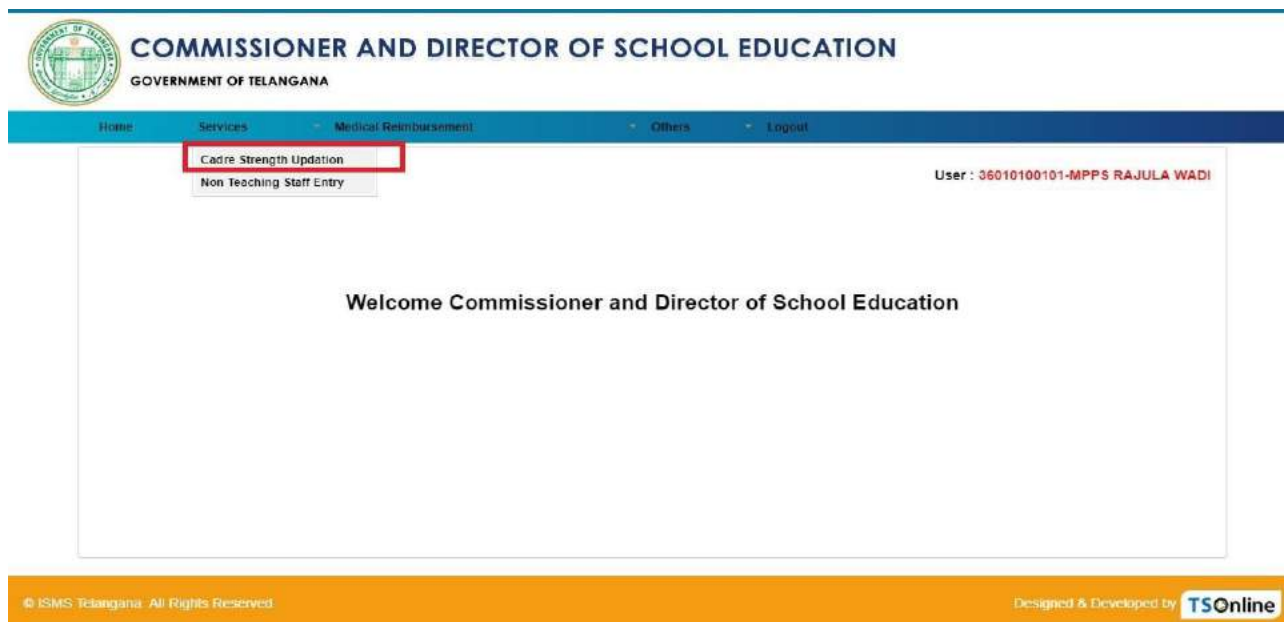 COMMISSIONER AND DIRECTOR OF SCHOOL EDUCATION
GOVERNMENT OF TELANGANA
Home Services Medical Reimbursement Others Logout
Cadre Strength Updation
Non Teaching Staff Entry
User : 36010100101-MPPS RAJULA WADI
Welcome Commissioner and Director of School Education
© ISMS Telangana. All Rights Reserved
Designed & Developed by TSOnline